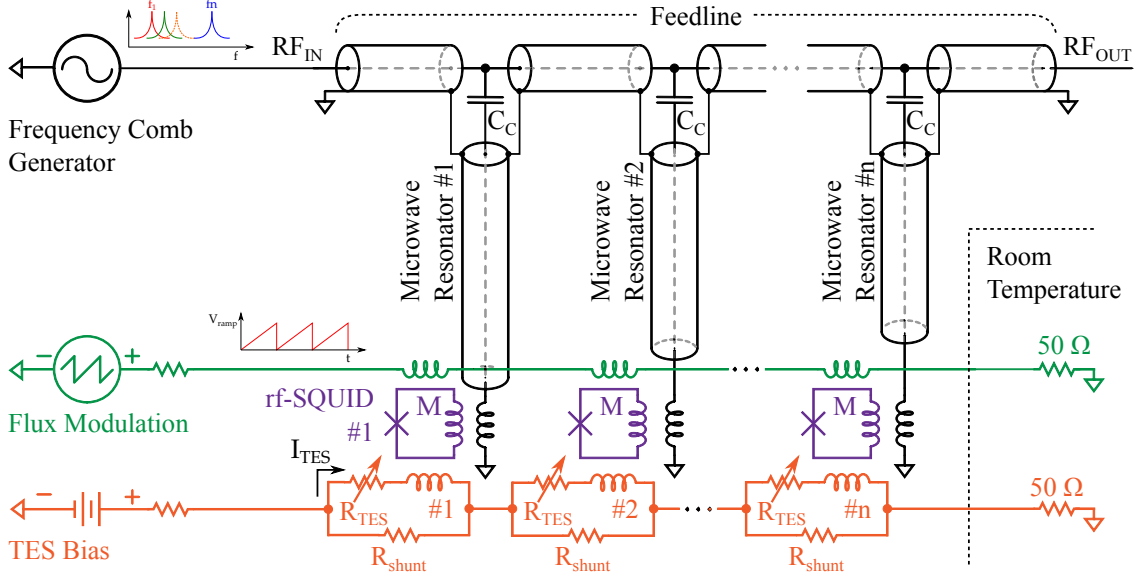 f1
fn
f
Feedline
RF_IN
RF_OUT
Frequency Comb
Generator
C_C
C_C
C_C
Microwave
Resonator #1
Microwave
Resonator #2
Microwave
Resonator #n
Room
Temperature
V_ramp
t
− +
50 Ω
Flux Modulation
rf-SQUID
#1
M
M
M
I_TES
− +
R_TES
#1
R_TES
#2
R_TES
#n
50 Ω
TES Bias
R_shunt
R_shunt
R_shunt